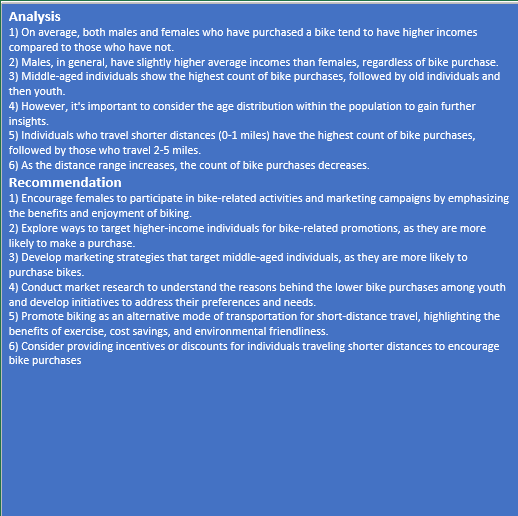 Analysis
1) On average, both males and females who have purchased a bike tend to have higher incomes
compared to those who have not.
2) Males, in general, have slightly higher average incomes than females, regardless of bike purchase.
3) Middle-aged individuals show the highest count of bike purchases, followed by old individuals and
then youth.
4) However, it's important to consider the age distribution within the population to gain further
insights.
5) Individuals who travel shorter distances (0-1 miles) have the highest count of bike purchases,
followed by those who travel 2-5 miles.
6) As the distance range increases, the count of bike purchases decreases.
Recommendation
1) Encourage females to participate in bike-related activities and marketing campaigns by emphasizing
the benefits and enjoyment of biking.
2) Explore ways to target higher-income individuals for bike-related promotions, as they are more
likely to make a purchase.
3) Develop marketing strategies that target middle-aged individuals, as they are more likely to
purchase bikes.
4) Conduct market research to understand the reasons behind the lower bike purchases among youth
and develop initiatives to address their preferences and needs.
5) Promote biking as an alternative mode of transportation for short-distance travel, highlighting the
benefits of exercise, cost savings, and environmental friendliness.
6) Consider providing incentives or discounts for individuals traveling shorter distances to encourage
bike purchases